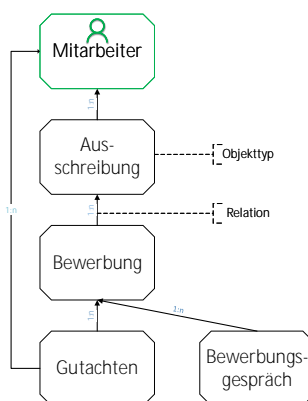 Mitarbeiter
1:n
Aus-
schreibung
Objekttyp
1:n
1:n
Relation
Bewerbung
1:n
1:n
Gutachten
Bewerbungs-
gespräch